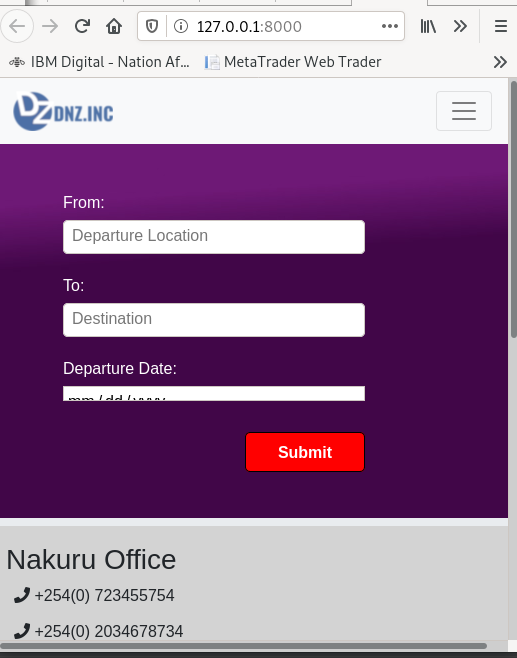 127.0.0.1:8000
IBM Digital - Nation Af... MetaTrader Web Trader
DNZ.INC
From:
Departure Location
To:
Destination
Departure Date:
mm / dd / yyyy
Submit
Nakuru Office
+254(0) 723455754
+254(0) 2034678734